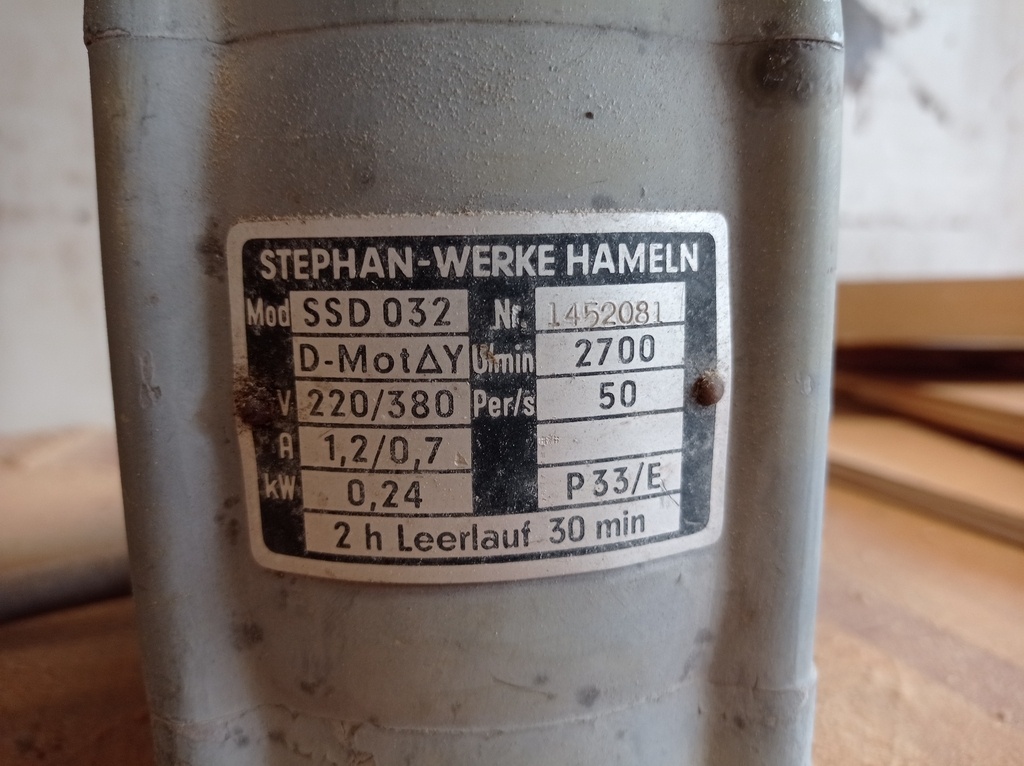 STEPHAN-WERKE HAMELN
Mod SSD 032 Nr. 1452081
D-Mot△Y U/min 2700
V 220/380 Per/s 50
A 1,2/0,7
kW 0,24 P33/E
2 h Leerlauf 30 min